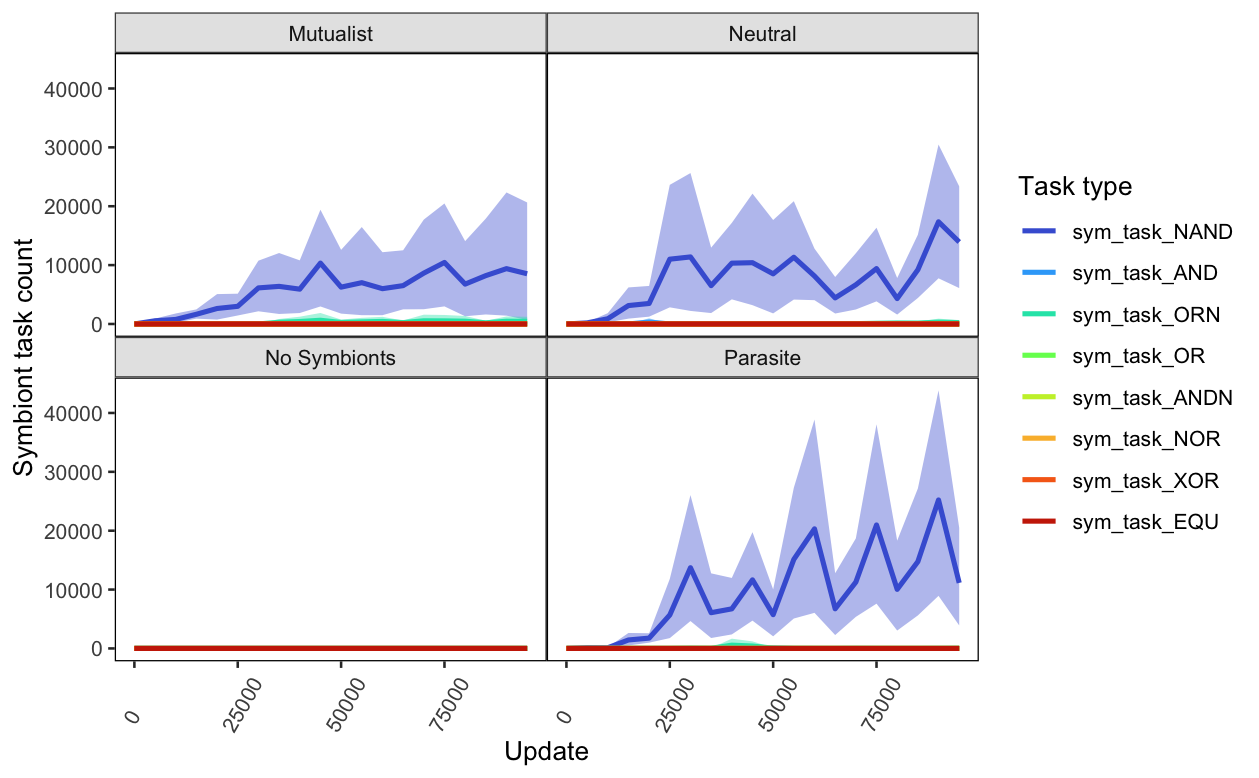 Mutualist
Neutral
40000
30000
20000
10000
0
No Symbionts
Parasite
40000
30000
20000
10000
0
0
25000
50000
75000
0
25000
50000
75000
Update
Symbiont task count
Task type
sym_task_NAND
sym_task_AND
sym_task_ORN
sym_task_OR
sym_task_ANDN
sym_task_NOR
sym_task_XOR
sym_task_EQU